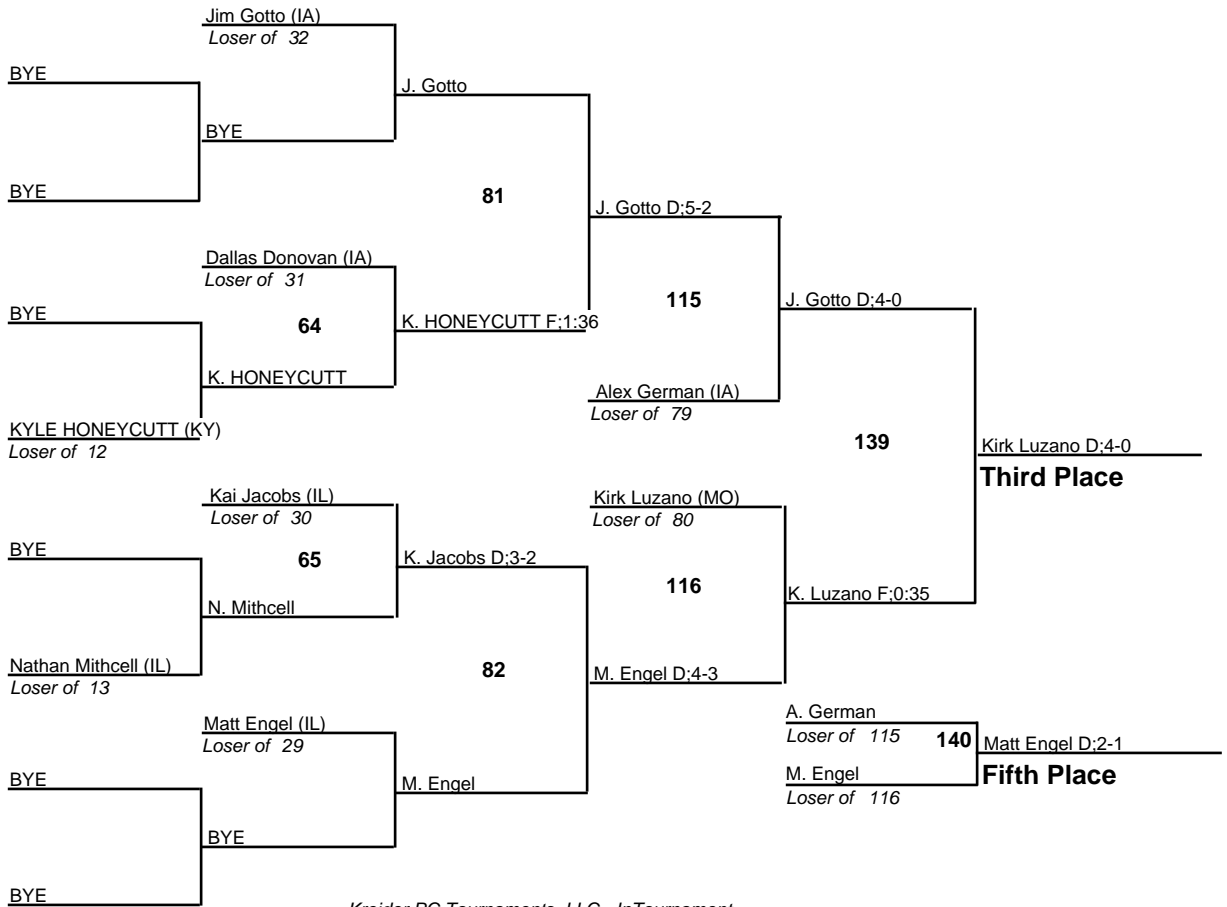 Jim Gotto (IA)
Loser of 32
BYE
J. Gotto
BYE
BYE
81
J. Gotto D;5-2
Dallas Donovan (IA)
Loser of 31
115
J. Gotto D;4-0
BYE
64
K. HONEYCUTT F;1:36
K. HONEYCUTT
Alex German (IA)
Loser of 79
KYLE HONEYCUTT (KY)
Loser of 12
139
Kirk Luzano D;4-0
Third Place
Kai Jacobs (IL)
Loser of 30
Kirk Luzano (MO)
Loser of 80
BYE
65
K. Jacobs D;3-2
116
N. Mithcell
K. Luzano F;0:35
Nathan Mithcell (IL)
Loser of 13
82
M. Engel D;4-3
Matt Engel (IL)
Loser of 29
A. German
Loser of 115
140
Matt Engel D;2-1
Fifth Place
BYE
M. Engel
M. Engel
Loser of 116
BYE
BYE
Kreider PC Tournaments, LLC - InTournament